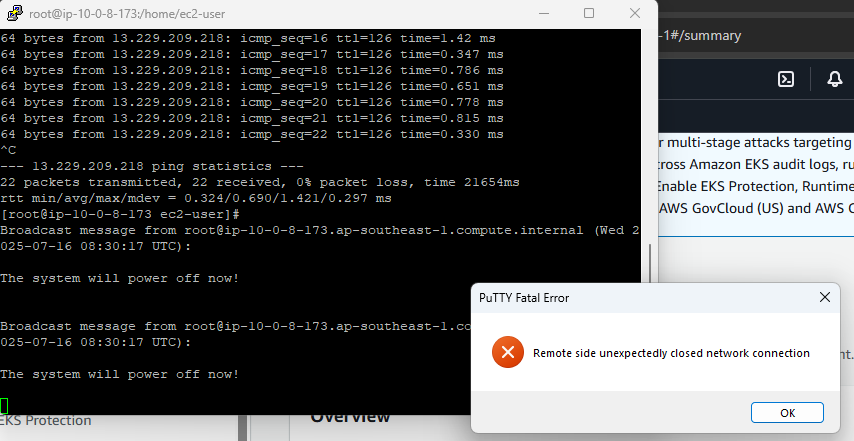 root@ip-10-0-8-173:/home/ec2-user
64 bytes from 13.229.209.218: icmp_seq=16 ttl=126 time=1.42 ms
64 bytes from 13.229.209.218: icmp_seq=17 ttl=126 time=0.347 ms
64 bytes from 13.229.209.218: icmp_seq=18 ttl=126 time=0.786 ms
64 bytes from 13.229.209.218: icmp_seq=19 ttl=126 time=0.651 ms
64 bytes from 13.229.209.218: icmp_seq=20 ttl=126 time=0.778 ms
64 bytes from 13.229.209.218: icmp_seq=21 ttl=126 time=0.815 ms
64 bytes from 13.229.209.218: icmp_seq=22 ttl=126 time=0.330 ms
^C
--- 13.229.209.218 ping statistics ---
22 packets transmitted, 22 received, 0% packet loss, time 21654ms
rtt min/avg/max/mdev = 0.324/0.690/1.421/0.297 ms
[root@ip-10-0-8-173 ec2-user]#
Broadcast message from root@ip-10-0-8-173.ap-southeast-1.compute.internal (Wed 2
025-07-16 08:30:17 UTC):
The system will power off now!
Broadcast message from root@ip-10-0-8-173.ap-southeast-1.co
025-07-16 08:30:17 UTC):
The system will power off now!
-1#/summary
r multi-stage attacks targeting
cross Amazon EKS audit logs, ru
Enable EKS Protection, Runtime
AWS GovCloud (US) and AWS C
PuTTY Fatal Error
Remote side unexpectedly closed network connection
OK
nt.
EKS Protection
Overview